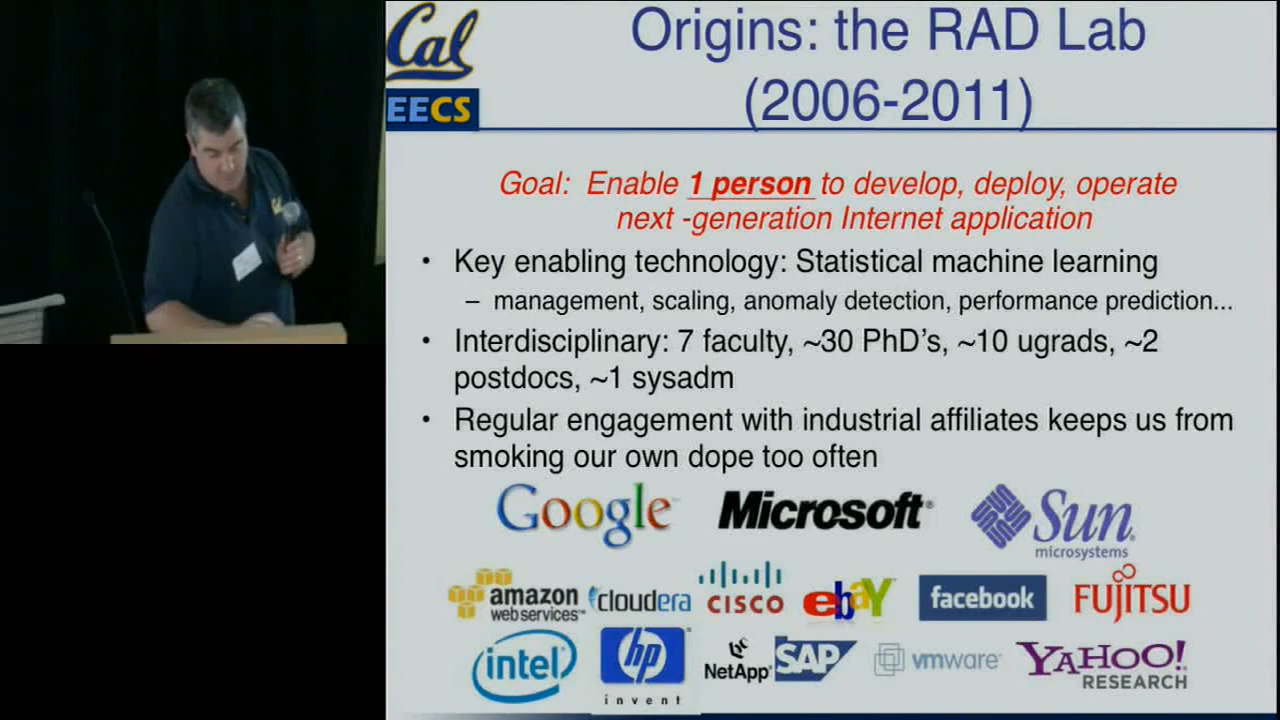 Cal
EECS
Origins: the RAD Lab
(2006-2011)
Goal: Enable 1 person to develop, deploy, operate
next -generation Internet application
• Key enabling technology: Statistical machine learning
– management, scaling, anomaly detection, performance prediction...
• Interdisciplinary: 7 faculty, ~30 PhD's, ~10 ugrads, ~2
postdocs, ~1 sysadm
• Regular engagement with industrial affiliates keeps us from
smoking our own dope too often
Google Microsoft Sun
microsystems
amazon
webservices cloudera CISCO ebaY facebook FUJITSU
intel hp NetApp SAP vmware YAHOO!
invent RESEARCH